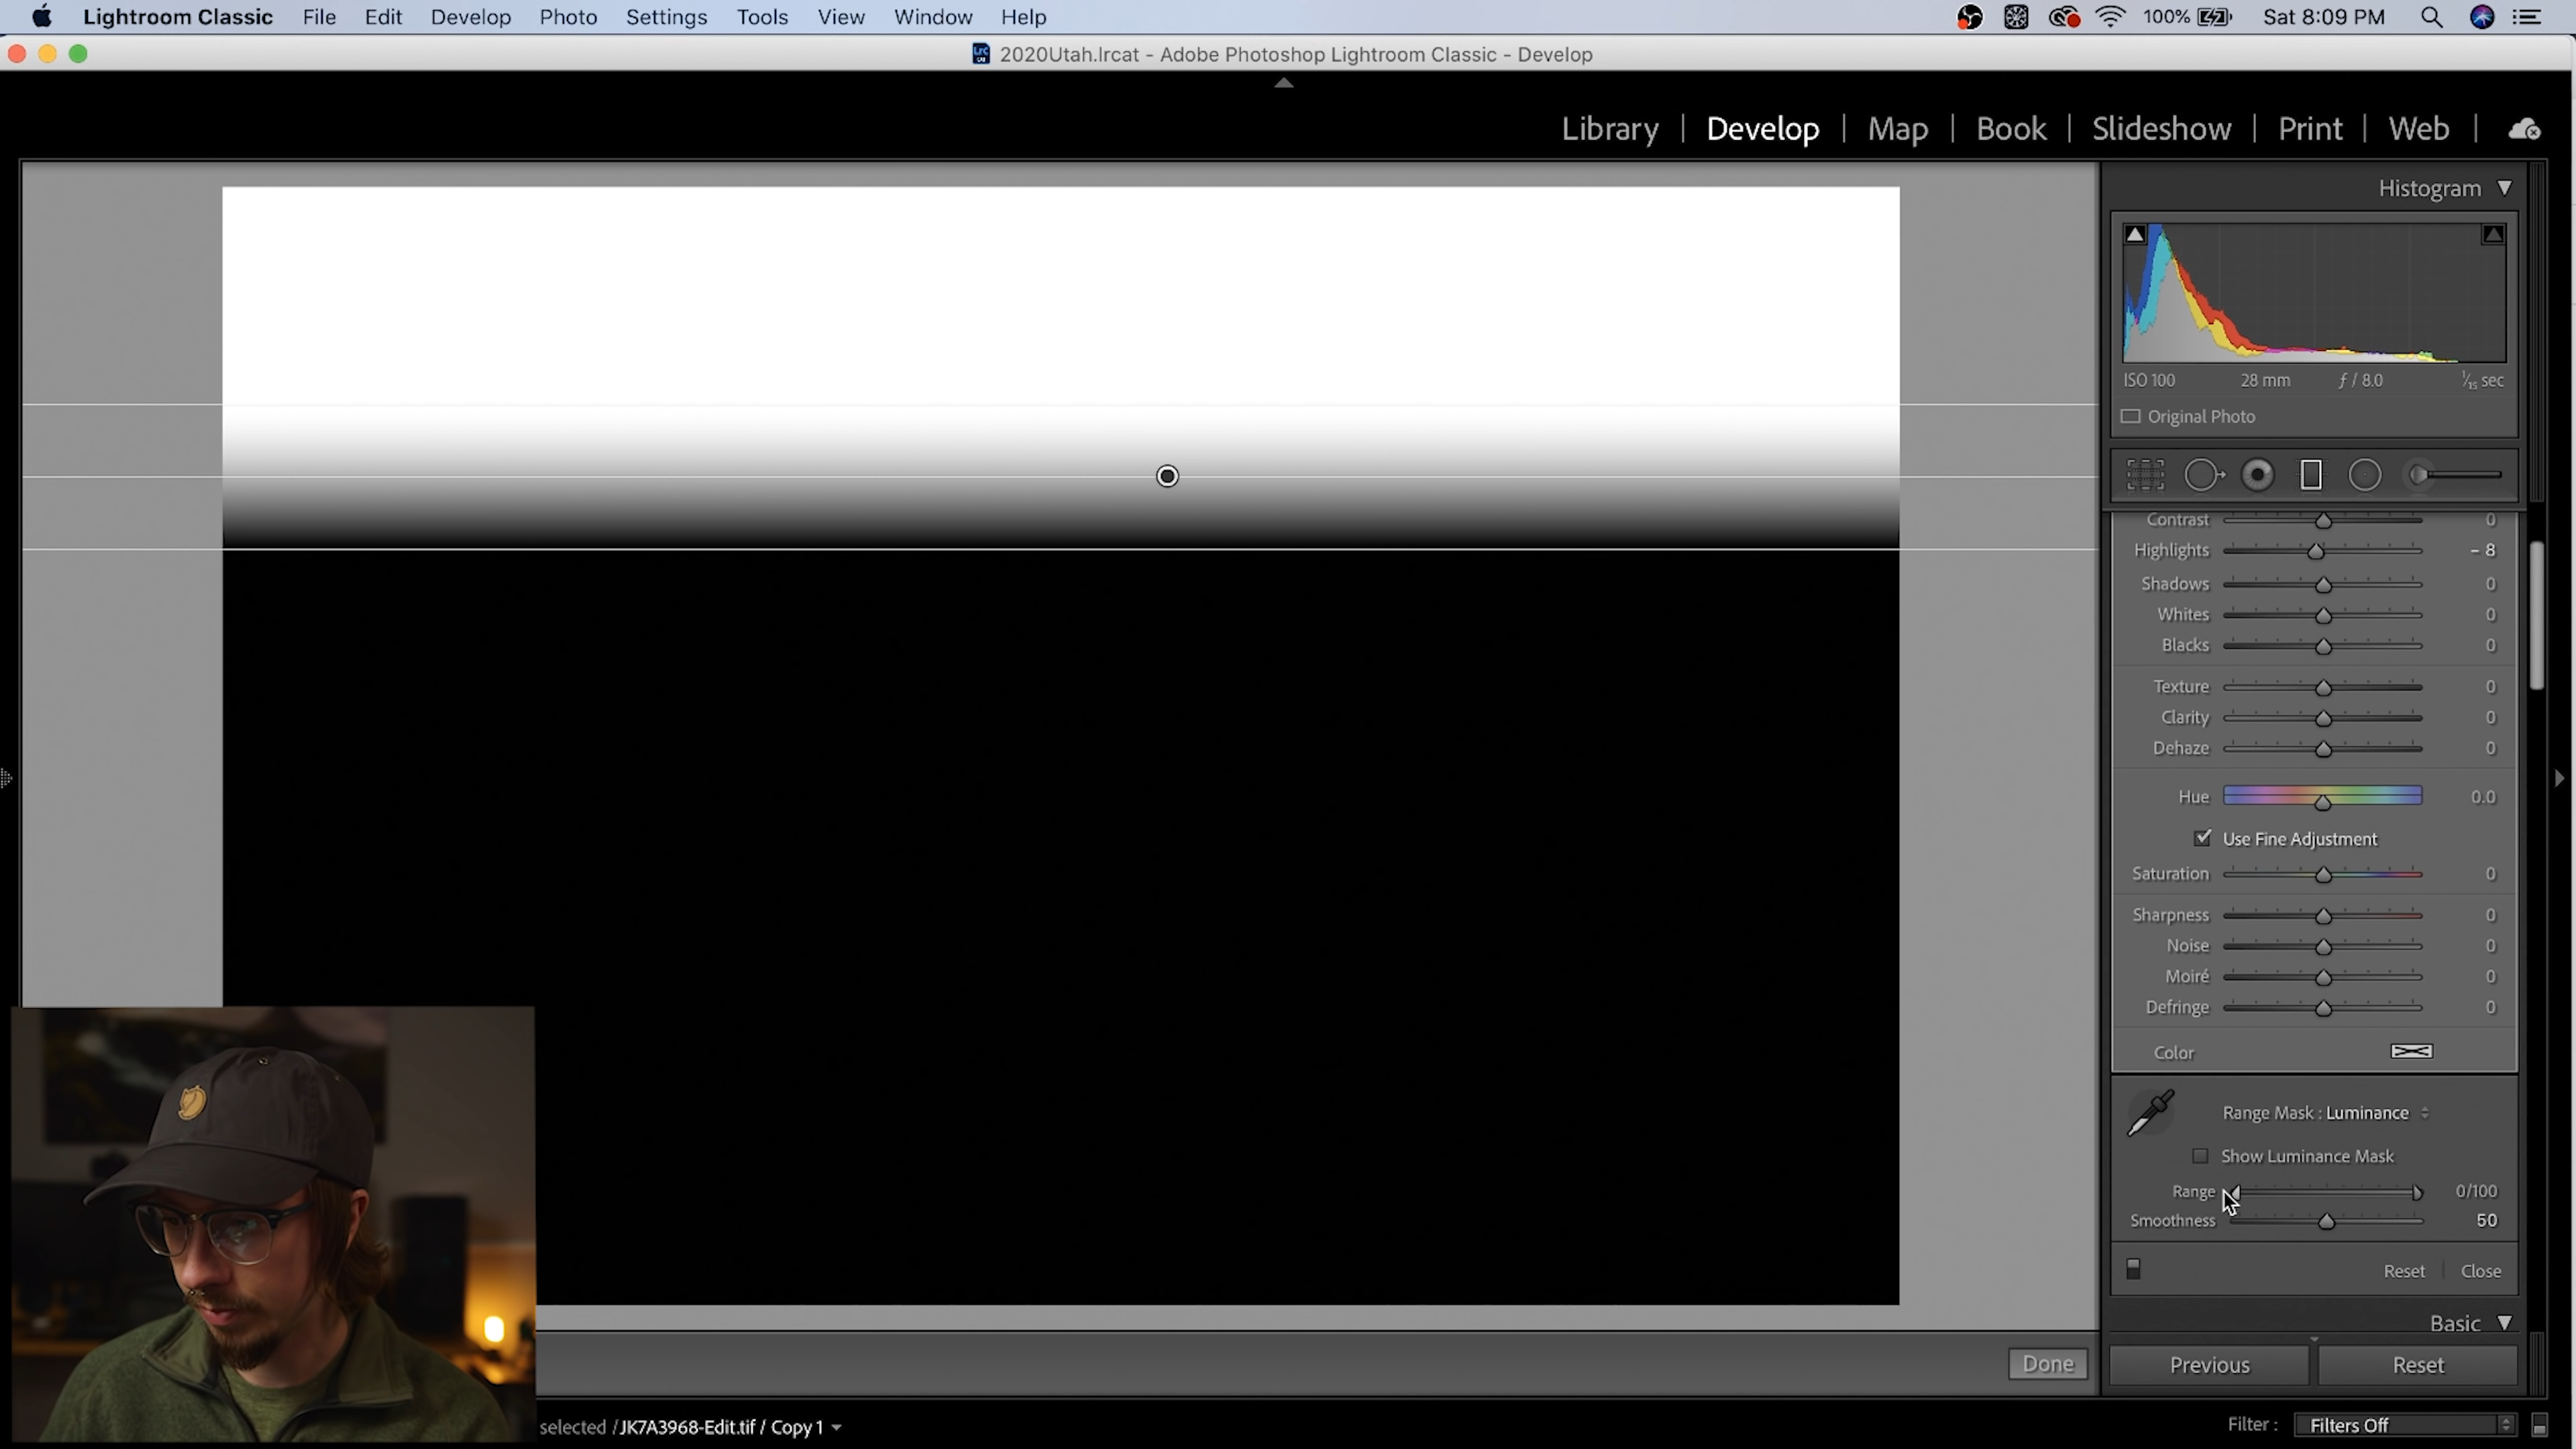 Lightroom Classic File Edit Develop Photo Settings Tools View Window Help 100% Sat 8:09 PM
2020Utah.lrcat - Adobe Photoshop Lightroom Classic - Develop
Library | Develop | Map | Book | Slideshow | Print | Web |
Histogram
ISO 100 28 mm ƒ / 8.0 1/15 sec
Original Photo
Contrast 0
Highlights - 8
Shadows 0
Whites 0
Blacks 0
Texture 0
Clarity 0
Dehaze 0
Hue 0.0
Use Fine Adjustment
Saturation 0
Sharpness 0
Noise 0
Moiré 0
Defringe 0
Color
Range Mask : Luminance
Show Luminance Mask
Range 0/100
Smoothness 50
Reset Close
Basic
Done Previous Reset
selected / JK7A3968-Edit.tif / Copy 1 Filter : Filters Off